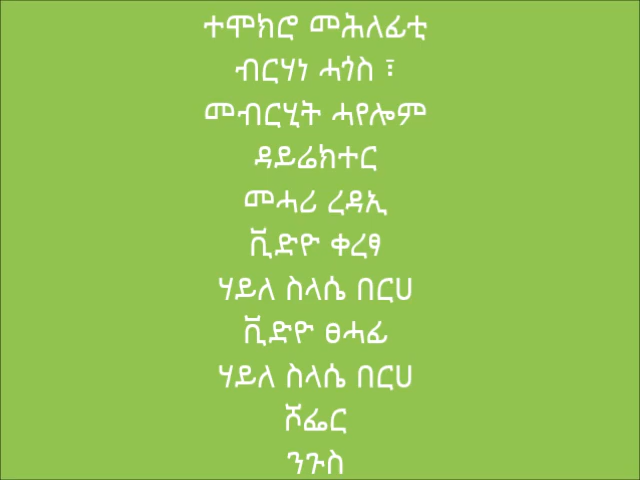 ተሞክሮ መሕለፊቲ
ብርሃነ ሓጎስ ፣
መብርሂት ሓየሎም
ዳይሬክተር
መሓሪ ረዳኢ
ቪድዮ ቀረፃ
ሃይለ ስላሴ በርሀ
ቪድዮ ፀሓፊ
ሃይለ ስላሴ በርሀ
ሾፌር
ንጉስ